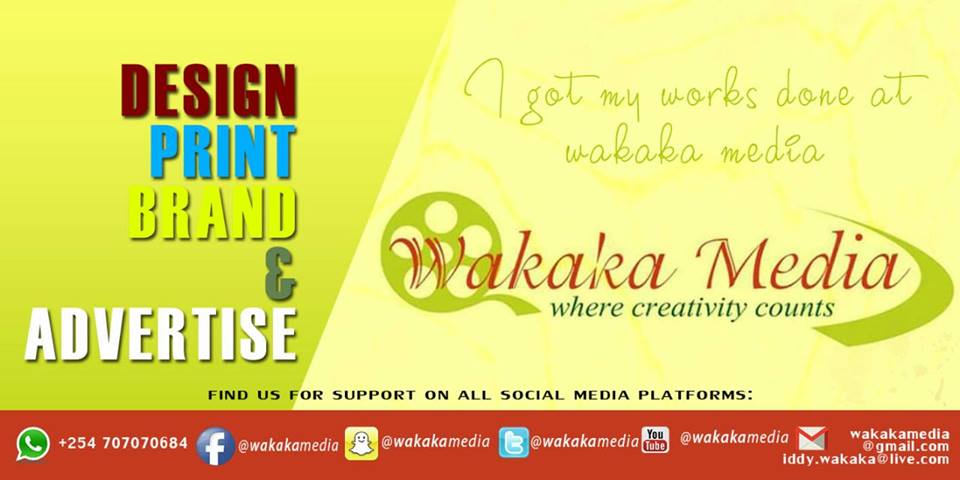 DESIGN
PRINT
BRAND
&
ADVERTISE
I got my works done at
wakaka media
Wakaka Media
where creativity counts
FIND US FOR SUPPORT ON ALL SOCIAL MEDIA PLATFORMS:
+254 707070684 f @wakakamedia @wakakamedia @wakakamedia You Tube @wakakamedia wakakamedia
@gmail.com
iddy.wakaka@live.com